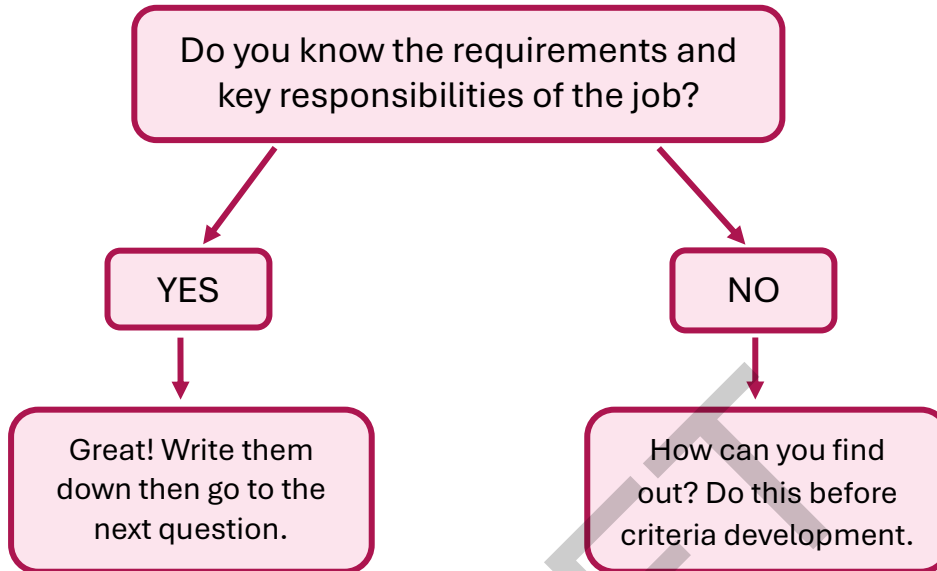 Do you know the requirements and
key responsibilities of the job?
YES
NO
Great! Write them
down then go to the
next question.
How can you find
out? Do this before
criteria development.